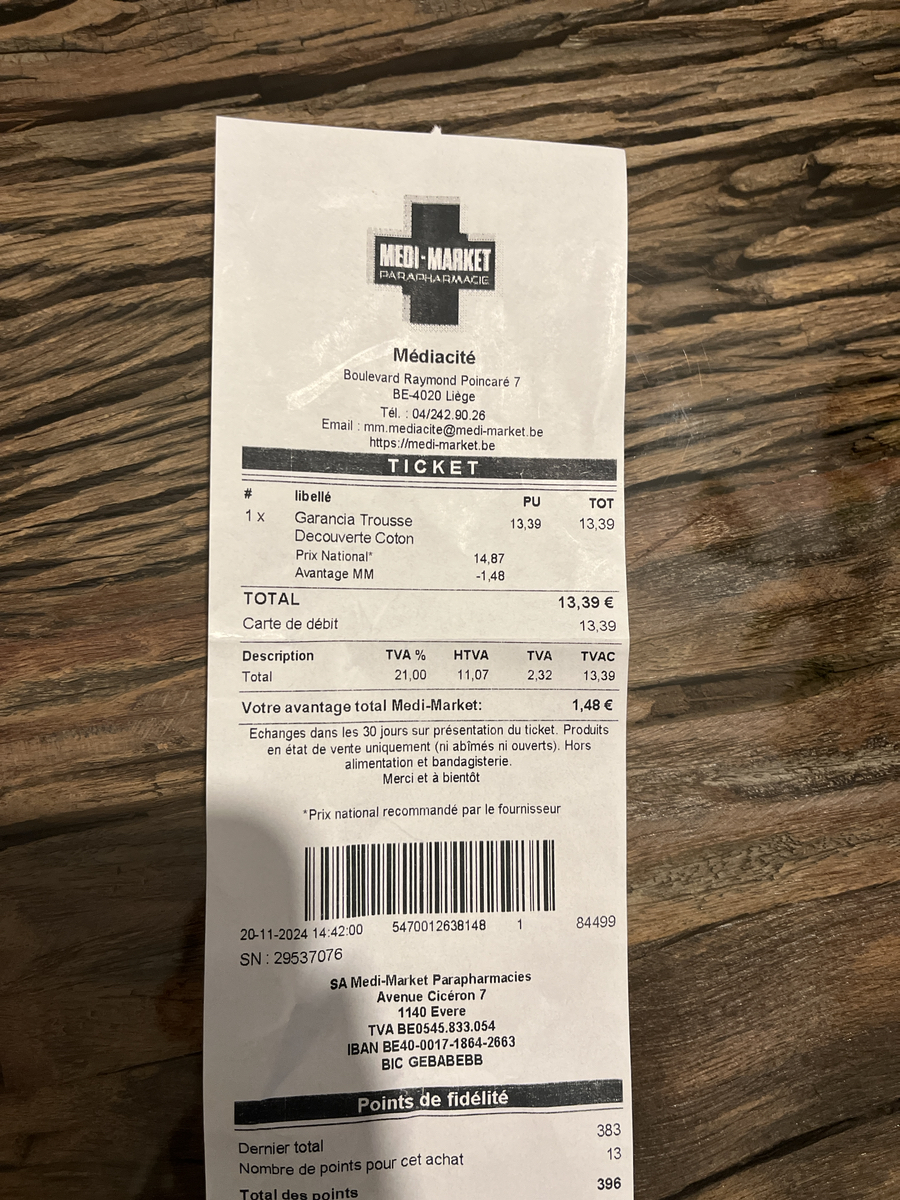 MEDI-MARKET
PARAPHARMACIE
Médiacité
Boulevard Raymond Poincaré 7
BE-4020 Liège
Tél. : 04/242.90.26
Email : mm.mediacite@medi-market.be
https://medi-market.be
TICKET
# libellé PU TOT
1 x Garancia Trousse 13,39 13,39
Decouverte Coton
Prix National* 14,87
Avantage MM -1,48
TOTAL 13,39 €
Carte de débit 13,39
Description TVA % HTVA TVA TVAC
Total 21,00 11,07 2,32 13,39
Votre avantage total Medi-Market: 1,48 €
Echanges dans les 30 jours sur présentation du ticket. Produits
en état de vente uniquement (ni abîmés ni ouverts). Hors
alimentation et bandagisterie.
Merci et à bientôt
*Prix national recommandé par le fournisseur
20-11-2024 14:42:00 5470012638148 1 84499
SN : 29537076
SA Medi-Market Parapharmacies
Avenue Cicéron 7
1140 Evere
TVA BE0545.833.054
IBAN BE40-0017-1864-2663
BIC GEBABEBB
Points de fidélité
Dernier total 383
Nombre de points pour cet achat 13
Total des points 396